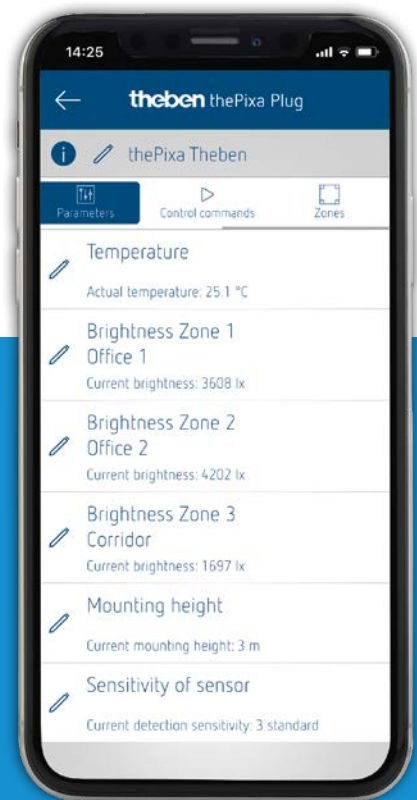 14:25
theben thePixa Plug
i thePixa Theben
Parameters
Control commands
Zones
Temperature
Actual temperature: 25.1 °C
Brightness Zone 1
Office 1
Current brightness: 3608 lx
Brightness Zone 2
Office 2
Current brightness: 4202 lx
Brightness Zone 3
Corridor
Current brightness: 1697 lx
Mounting height
Current mounting height: 3 m
Sensitivity of sensor
Current detection sensitivity: 3 standard